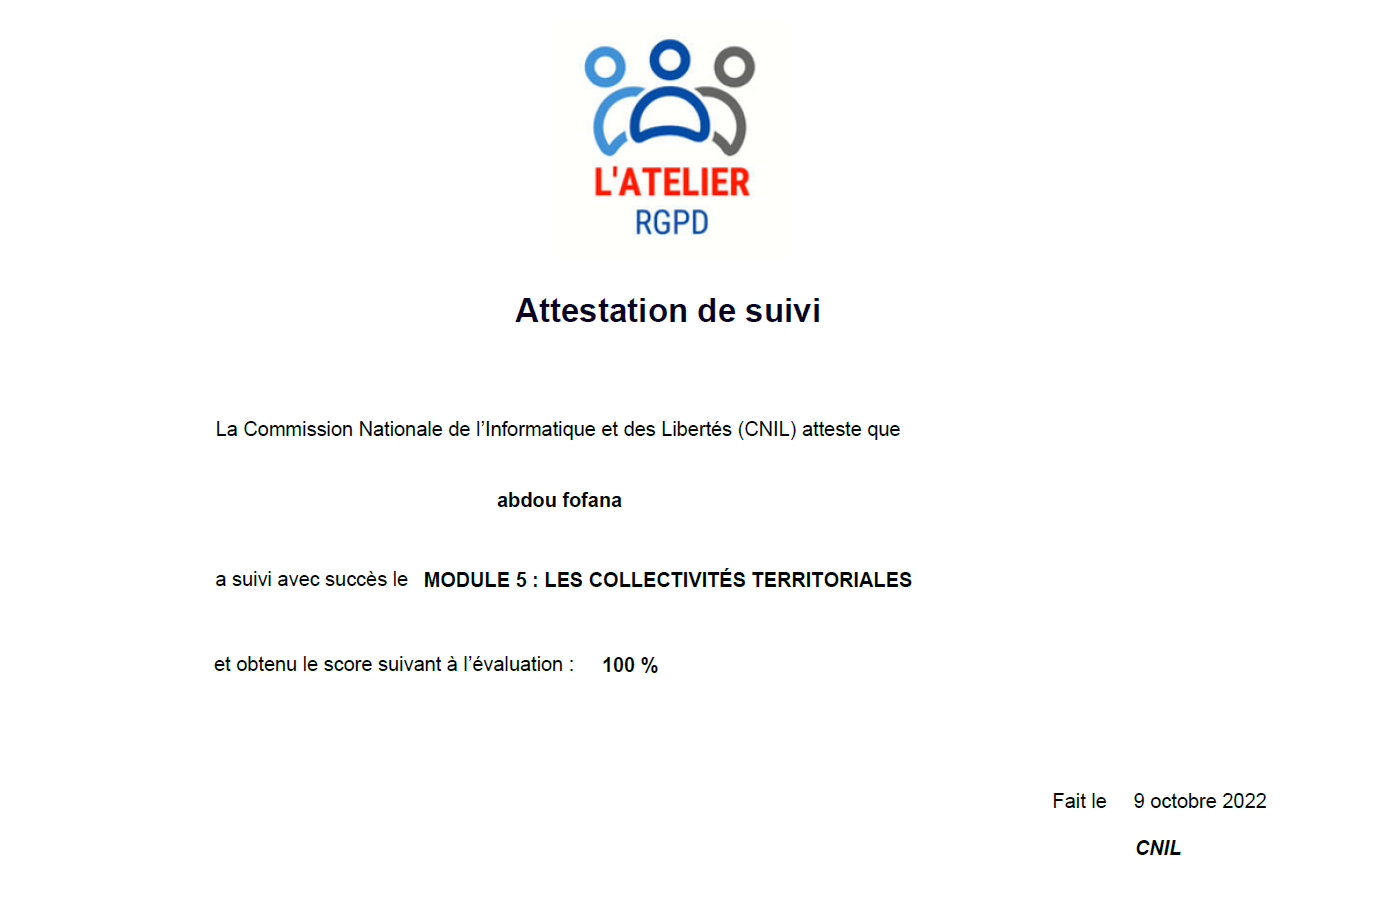 L'ATELIER
RGPD
Attestation de suivi
La Commission Nationale de l’Informatique et des Libertés (CNIL) atteste que
abdou fofana
a suivi avec succès le MODULE 5 : LES COLLECTIVITÉS TERRITORIALES
et obtenu le score suivant à l’évaluation : 100 %
Fait le 9 octobre 2022
CNIL